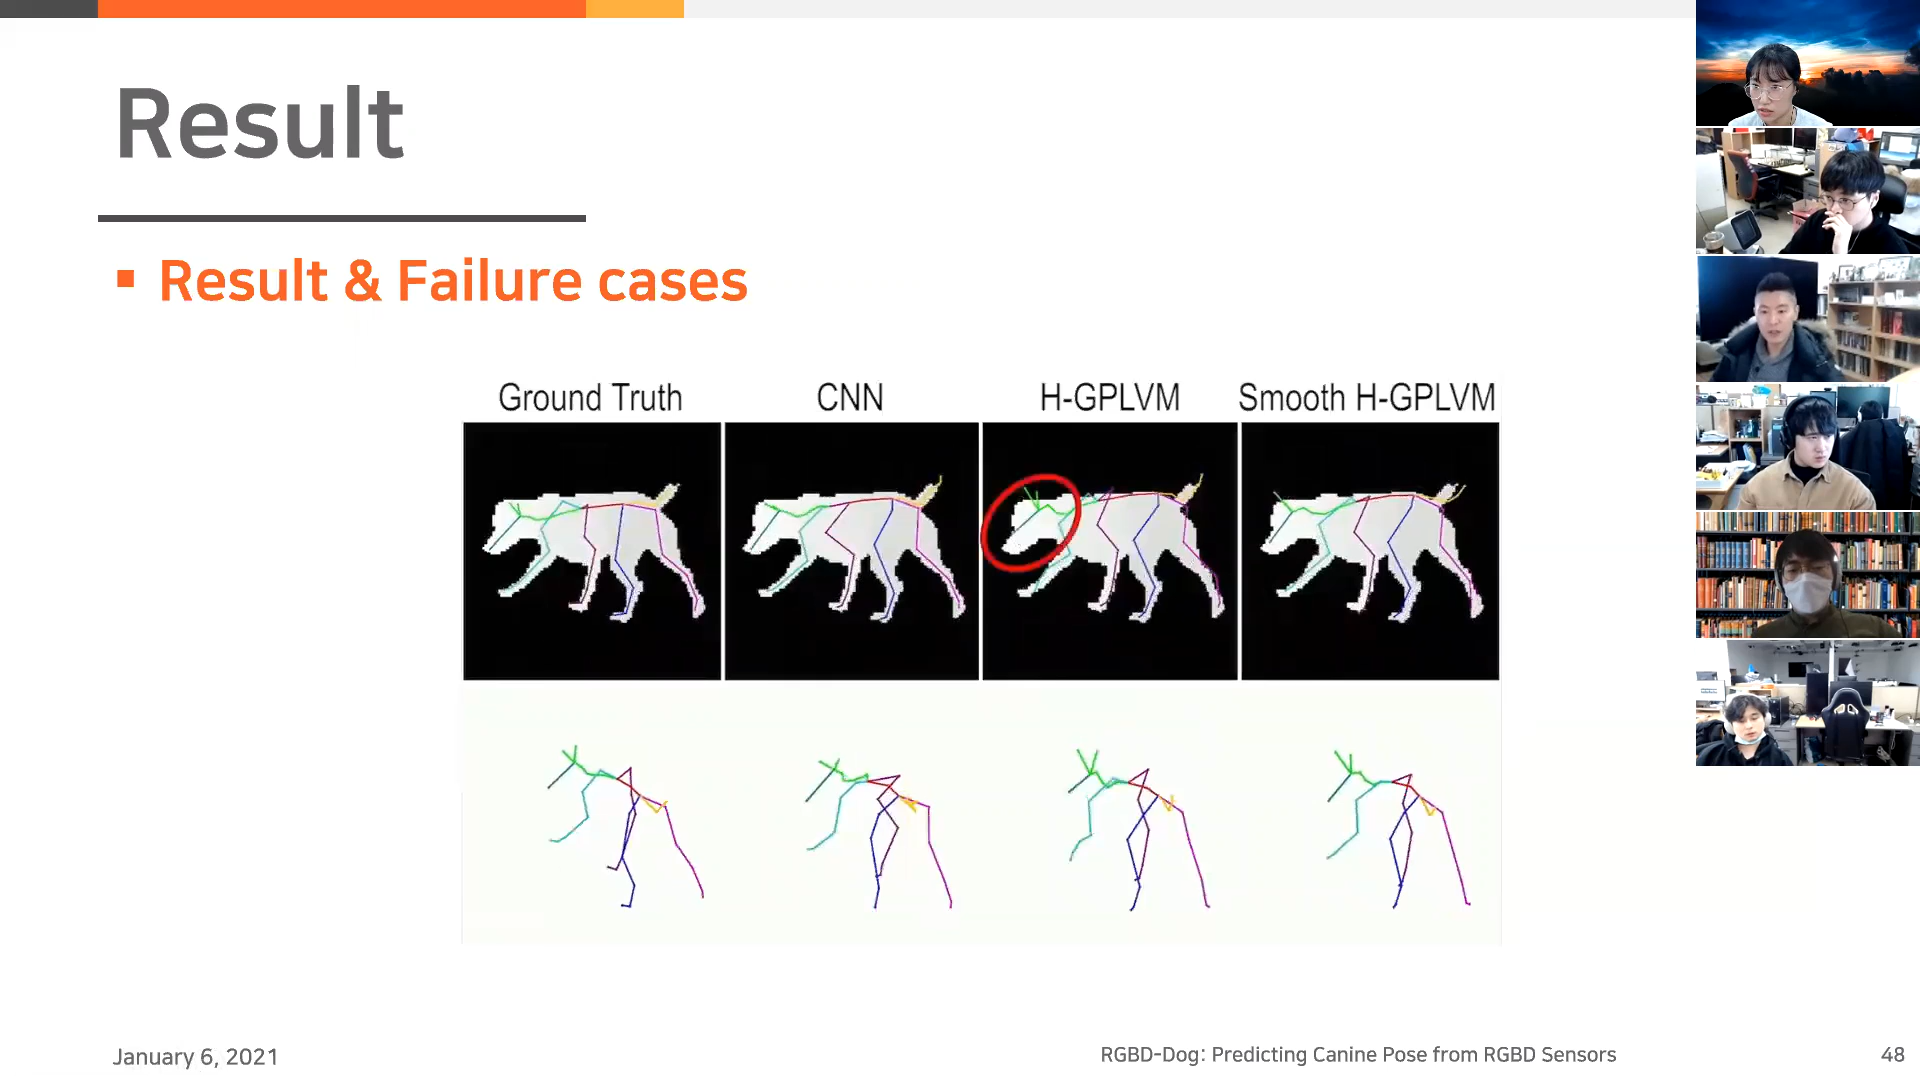 Result
Result & Failure cases
Ground Truth
CNN
H-GPLVM
Smooth H-GPLVM
January 6, 2021
RGBD-Dog: Predicting Canine Pose from RGBD Sensors
48